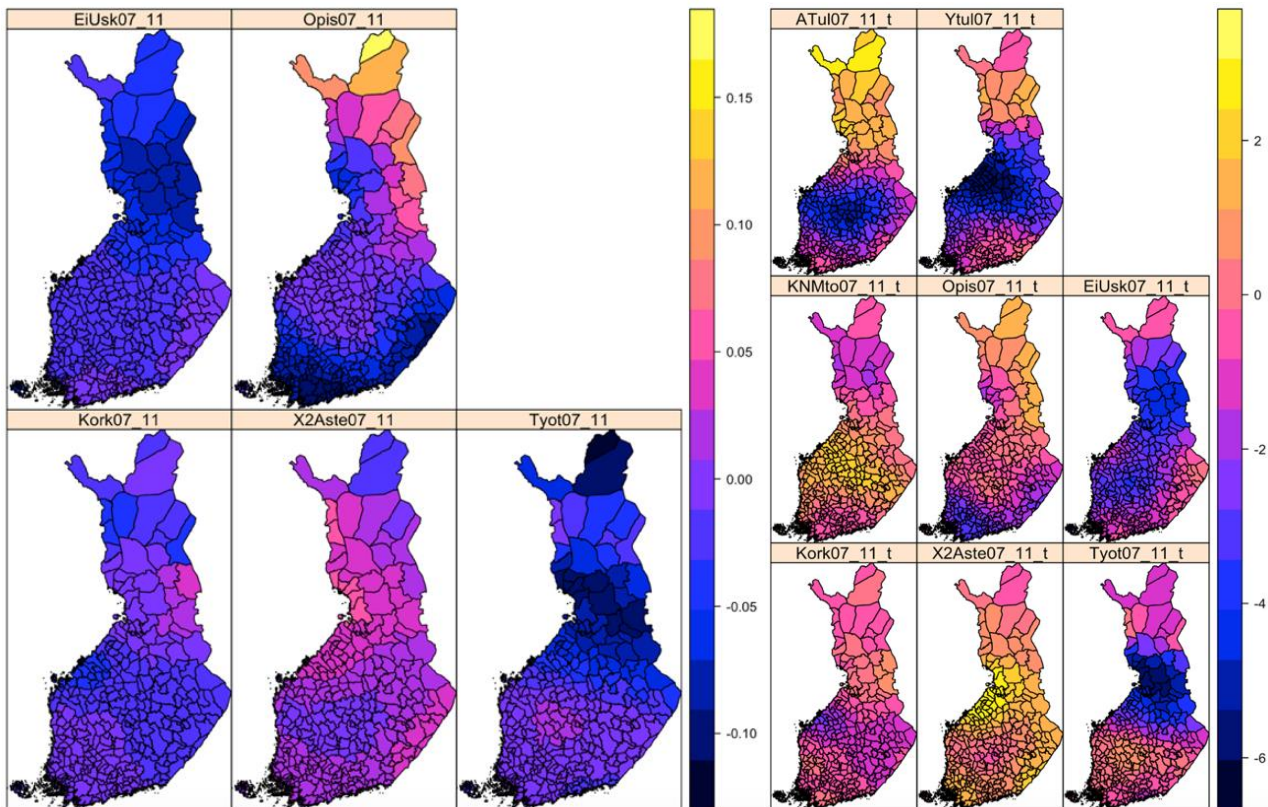 EiUsk07_11 Opis07_11
Kork07_11 X2Aste07_11 Tyot07_11
0.15
0.10
0.05
0.00
-0.05
-0.10
ATul07_11_t Ytul07_11_t
KNMto07_11_t Opis07_11_t EiUsk07_11_t
Kork07_11_t X2Aste07_11_t Tyot07_11_t
2
0
-2
-4
-6